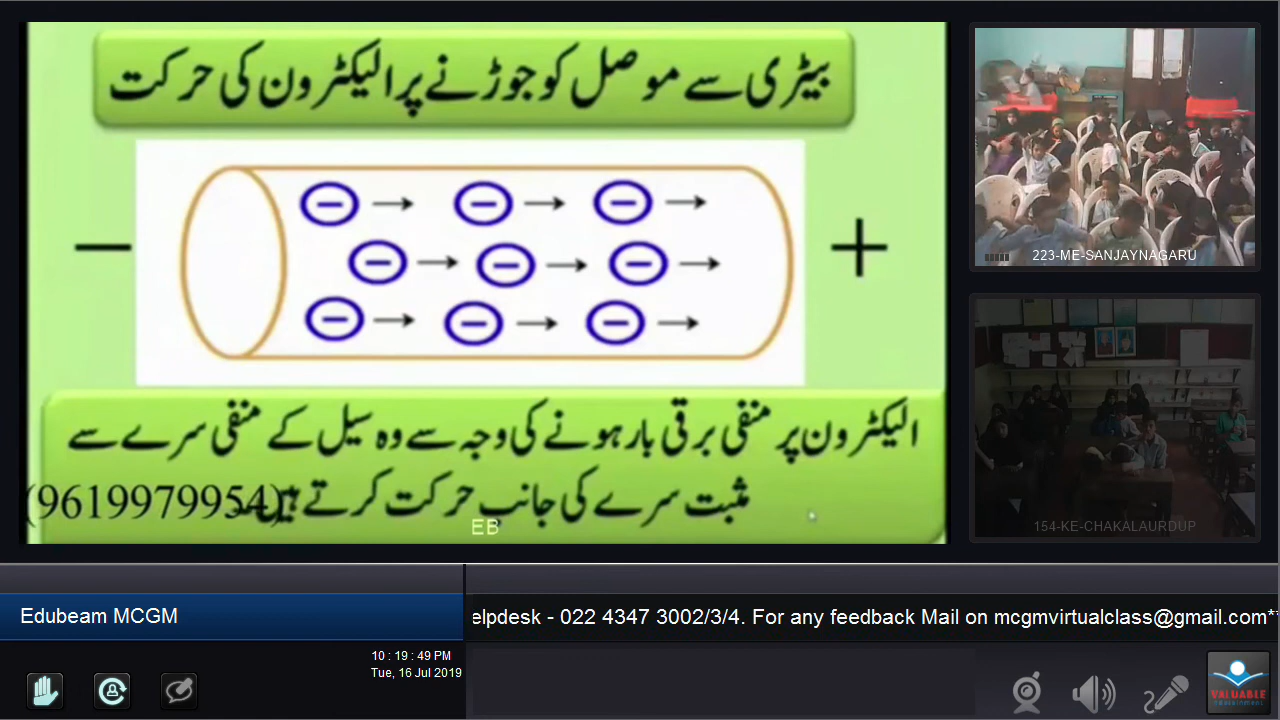 بیٹری سے موصل کو جوڑنے پر الیکٹرون کی حرکت
− +
الیکٹرون پر منفی برقی بار ہونے کی وجہ سے وہ سیل کے منفی سرے سے
مثبت سرے کی جانب حرکت کرتے ہیں۔
(9619979954)
EB
223-ME-SANJAYNAGARU
154-KE-CHAKALAURDUP
Edubeam MCGM
elpdesk - 022 4347 3002/3/4. For any feedback Mail on mcgmvirtualclass@gmail.com**
10 : 19 : 49 PM
Tue, 16 Jul 2019
VALUABLE